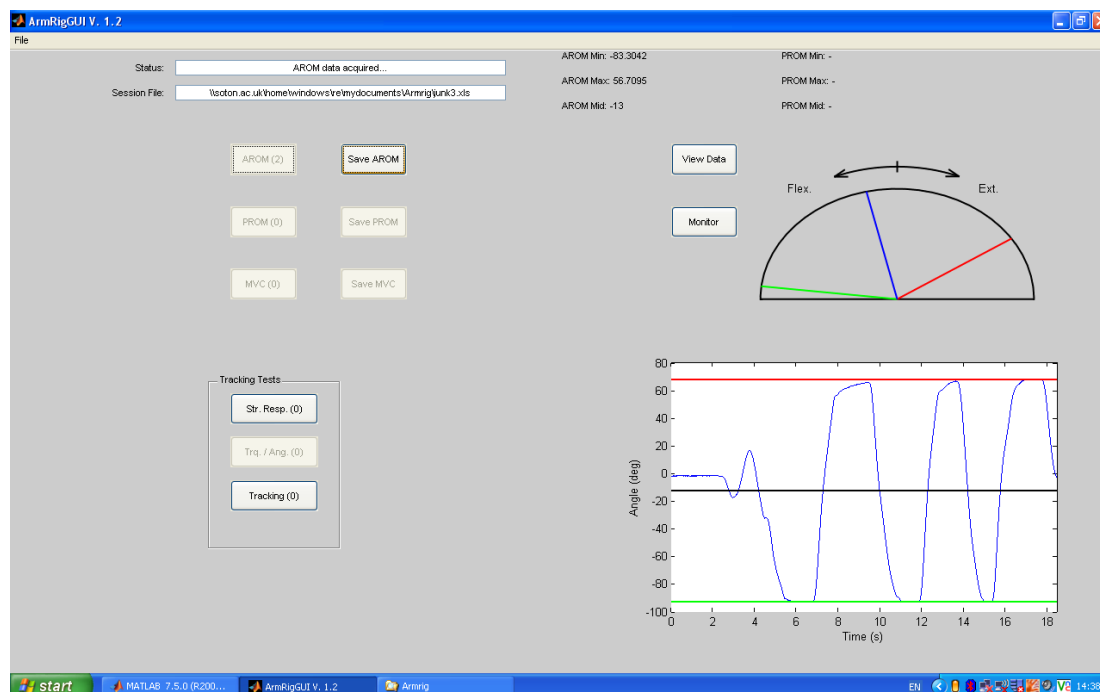 ArmRigGUI V. 1.2
File
Status: AROM data acquired...
Session File: \\soton.ac.uk\home\windows\re\mydocuments\Armrig\junk3.xls
AROM Min: -83.3042
PROM Min: -
AROM Max: 56.7095
PROM Max: -
AROM Mid: -13
PROM Mid: -
AROM (2)
Save AROM
PROM (0)
Save PROM
MVC (0)
Save MVC
View Data
Monitor
Flex.
Ext.
Tracking Tests
Str. Resp. (0)
Trq. / Ang. (0)
Tracking (0)
80
60
40
20
0
-20
-40
-60
-80
-100
Angle (deg)
0 2 4 6 8 10 12 14 16 18
Time (s)
start
MATLAB 7.5.0 (R200...
ArmRigGUI V. 1.2
Armrig
EN
14:38